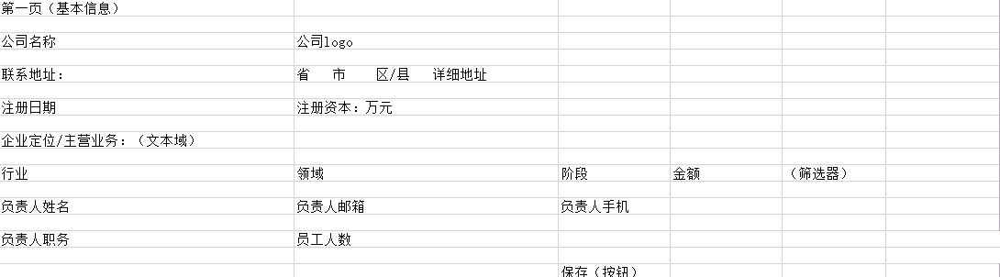 第一页（基本信息）
公司名称 公司logo
联系地址： 省 市 区/县 详细地址
注册日期 注册资本：万元
企业定位/主营业务：（文本域）
行业 领域 阶段 金额 （筛选器）
负责人姓名 负责人邮箱 负责人手机
负责人职务 员工人数
保存（按钮）